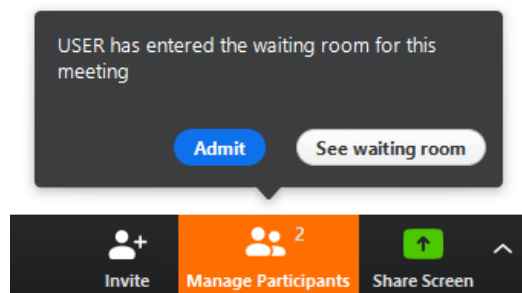 USER has entered the waiting room for this
meeting
Admit
See waiting room
2
Invite
Manage Participants
Share Screen